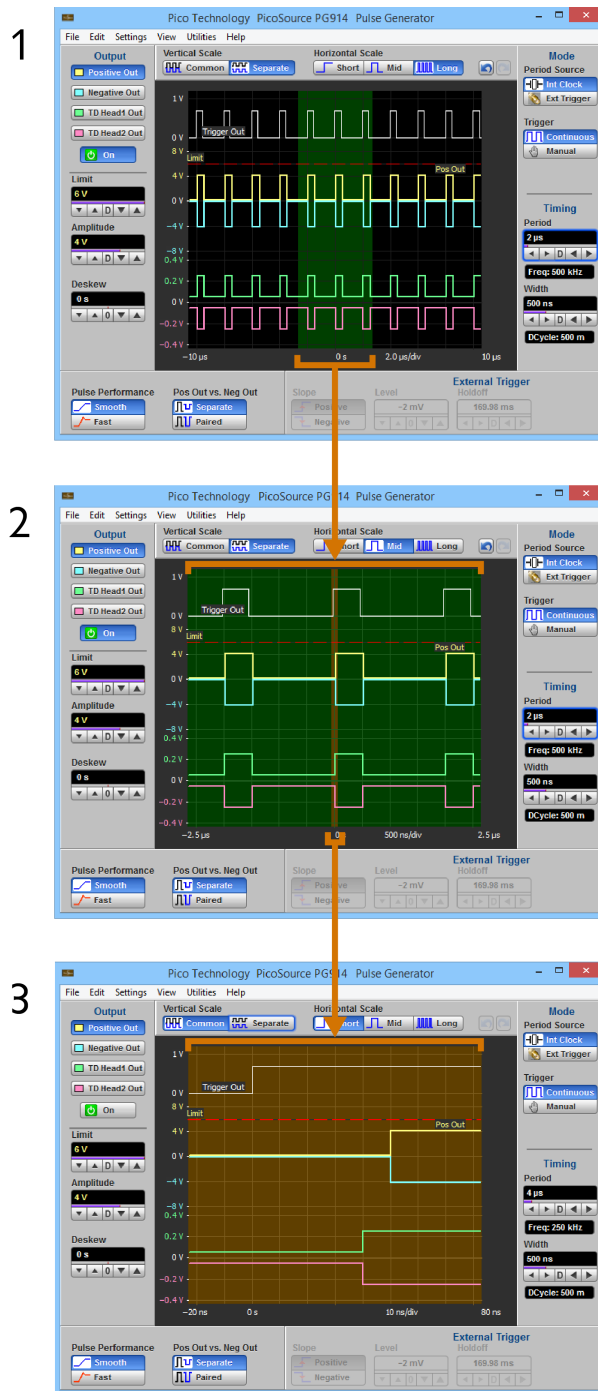 1
Pico Technology PicoSource PG914 Pulse Generator
File Edit Settings View Utilities Help
Output
Positive Out
Negative Out
TD Head1 Out
TD Head2 Out
On
Limit
6 V
D
Amplitude
4 V
D
Deskew
0 s
0
Vertical Scale
Common Separate
Horizontal Scale
Short Mid Long
1 V
Trigger Out
0 V
8 V
Limit
Pos Out
4 V
0 V
−4 V
−8 V
0.4 V
0.2 V
0 V
−0.2 V
−0.4 V
−10 µs 0 s 2.0 µs/div 10 µs
Mode
Period Source
Int Clock
Ext Trigger
Trigger
Continuous
Manual
Timing
Period
2 µs
D
Freq: 500 kHz
Width
500 ns
D
DCycle: 500 m
Pulse Performance
Smooth
Fast
Pos Out vs. Neg Out
Separate
Paired
External Trigger
Slope Level Holdoff
Positive −2 mV 169.98 ms
Negative 0 D
2
Pico Technology PicoSource PG914 Pulse Generator
File Edit Settings View Utilities Help
Output
Positive Out
Negative Out
TD Head1 Out
TD Head2 Out
On
Limit
6 V
D
Amplitude
4 V
D
Deskew
0 s
0
Vertical Scale
Common Separate
Horizontal Scale
Short Mid Long
1 V
Trigger Out
0 V
8 V
Limit
Pos Out
4 V
0 V
−4 V
−8 V
0.4 V
0.2 V
0 V
−0.2 V
−0.4 V
−2.5 µs 0 s 500 ns/div 2.5 µs
Mode
Period Source
Int Clock
Ext Trigger
Trigger
Continuous
Manual
Timing
Period
2 µs
D
Freq: 500 kHz
Width
500 ns
D
DCycle: 500 m
Pulse Performance
Smooth
Fast
Pos Out vs. Neg Out
Separate
Paired
External Trigger
Slope Level Holdoff
Positive −2 mV 169.98 ms
Negative 0 D
3
Pico Technology PicoSource PG914 Pulse Generator
File Edit Settings View Utilities Help
Output
Positive Out
Negative Out
TD Head1 Out
TD Head2 Out
On
Limit
6 V
D
Amplitude
4 V
D
Deskew
0 s
0
Vertical Scale
Common Separate
Horizontal Scale
Short Mid Long
1 V
Trigger Out
0 V
8 V
Limit
Pos Out
4 V
0 V
−4 V
−8 V
0.4 V
0.2 V
0 V
−0.2 V
−0.4 V
−20 ns 0 s 10 ns/div 80 ns
Mode
Period Source
Int Clock
Ext Trigger
Trigger
Continuous
Manual
Timing
Period
4 µs
D
Freq: 250 kHz
Width
500 ns
D
DCycle: 500 m
Pulse Performance
Smooth
Fast
Pos Out vs. Neg Out
Separate
Paired
External Trigger
Slope Level Holdoff
Positive −2 mV 169.98 ms
Negative 0 D